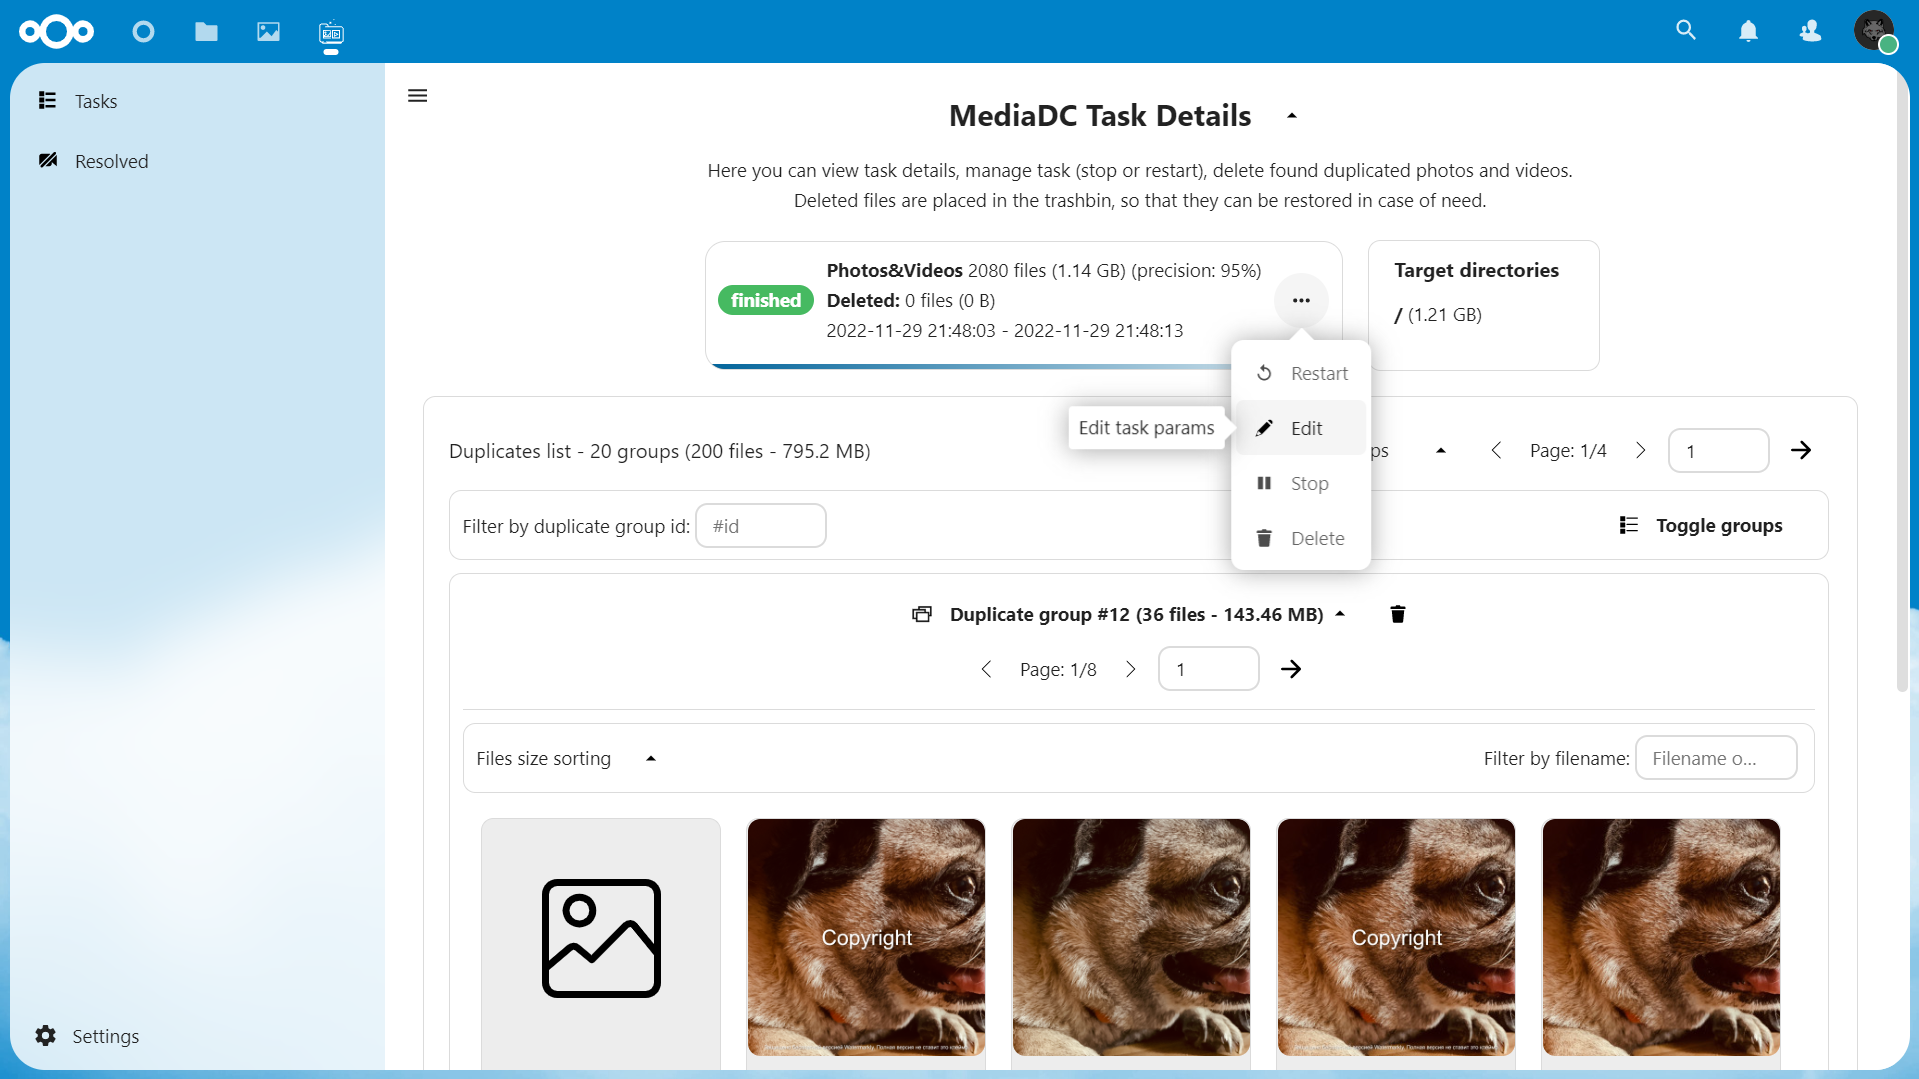 Tasks
Resolved
MediaDC Task Details
Here you can view task details, manage task (stop or restart), delete found duplicated photos and videos.
Deleted files are placed in the trashbin, so that they can be restored in case of need.
finished
Photos&Videos 2080 files (1.14 GB) (precision: 95%)
Deleted: 0 files (0 B)
2022-11-29 21:48:03 - 2022-11-29 21:48:13
Target directories
/ (1.21 GB)
Restart
Edit task params
Edit
Stop
Delete
Duplicates list - 20 groups (200 files - 795.2 MB)
Page: 1/4
1
Filter by duplicate group id:
#id
Toggle groups
Duplicate group #12 (36 files - 143.46 MB)
Page: 1/8
1
Files size sorting
Filter by filename:
Filename o...
Copyright
Copyright
Settings